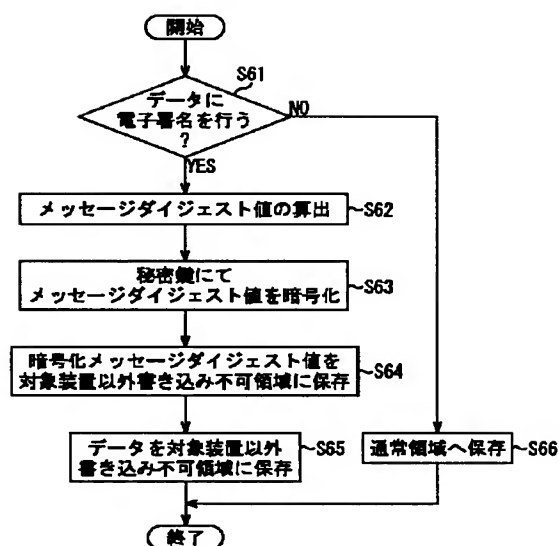 開始
S61
データに
電子署名を行う
?
NO
YES
メッセージダイジェスト値の算出
S62
秘密鍵にて
メッセージダイジェスト値を暗号化
S63
暗号化メッセージダイジェスト値を
対象装置以外書き込み不可領域に保存
S64
データを対象装置以外
書き込み不可領域に保存
S65
通常領域へ保存
S66
終了